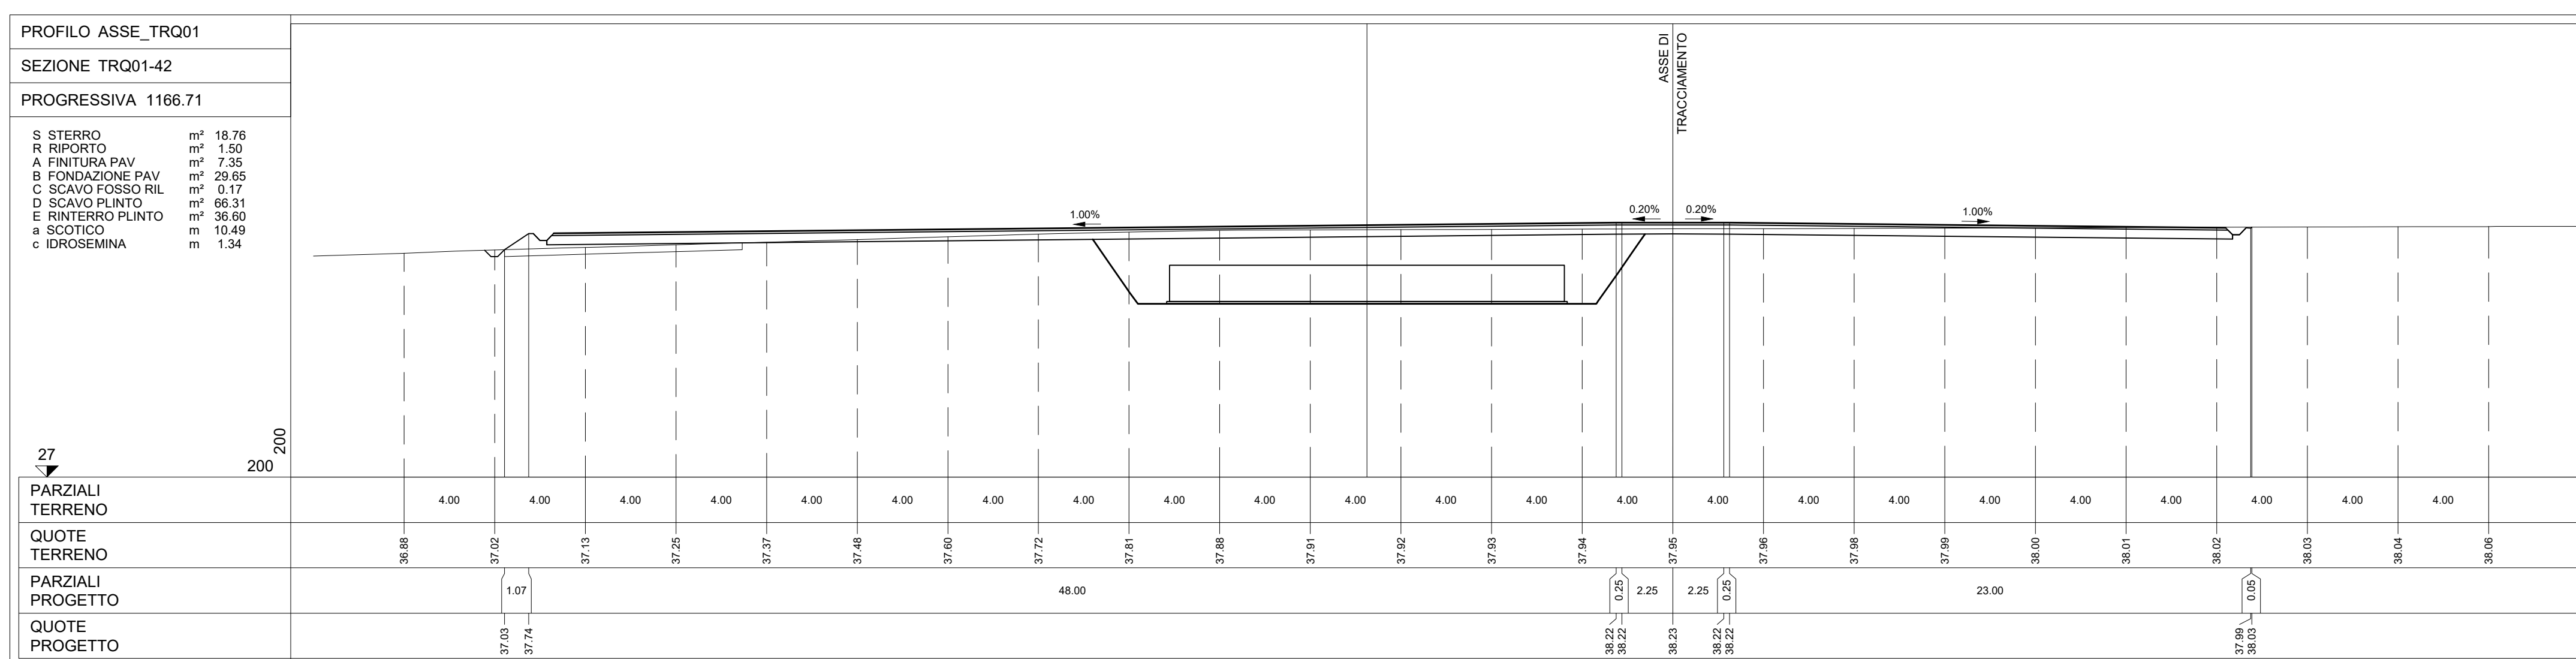 PROFILO ASSE_TRQ01
SEZIONE TRQ01-42
PROGRESSIVA 1166.71
S STERRO m² 18.76
R RIPORTO m² 1.50
A FINITURA PAV m² 7.35
B FONDAZIONE PAV m² 29.65
C SCAVO FOSSO RIL m² 0.17
D SCAVO PLINTO m² 66.31
E RINTERRO PLINTO m² 36.60
a SCOTICO m 10.49
c IDROSEMINA m 1.34
ASSE DI
TRACCIAMENTO
1.00% 0.20% 0.20% 1.00%
27
200
200
PARZIALI
TERRENO
4.00 4.00 4.00 4.00 4.00 4.00 4.00 4.00 4.00 4.00 4.00 4.00 4.00 4.00 4.00 4.00 4.00 4.00 4.00 4.00 4.00 4.00 4.00
QUOTE
TERRENO
36.88 37.02 37.13 37.25 37.37 37.48 37.60 37.72 37.81 37.88 37.91 37.92 37.93 37.94 37.95 37.96 37.98 37.99 38.00 38.01 38.02 38.03 38.04 38.06
PARZIALI
PROGETTO
1.07 48.00 0.25 2.25 2.25 0.25 23.00 0.05
QUOTE
PROGETTO
37.03 37.74 38.22 38.22 38.23 38.22 38.22 37.99 38.03